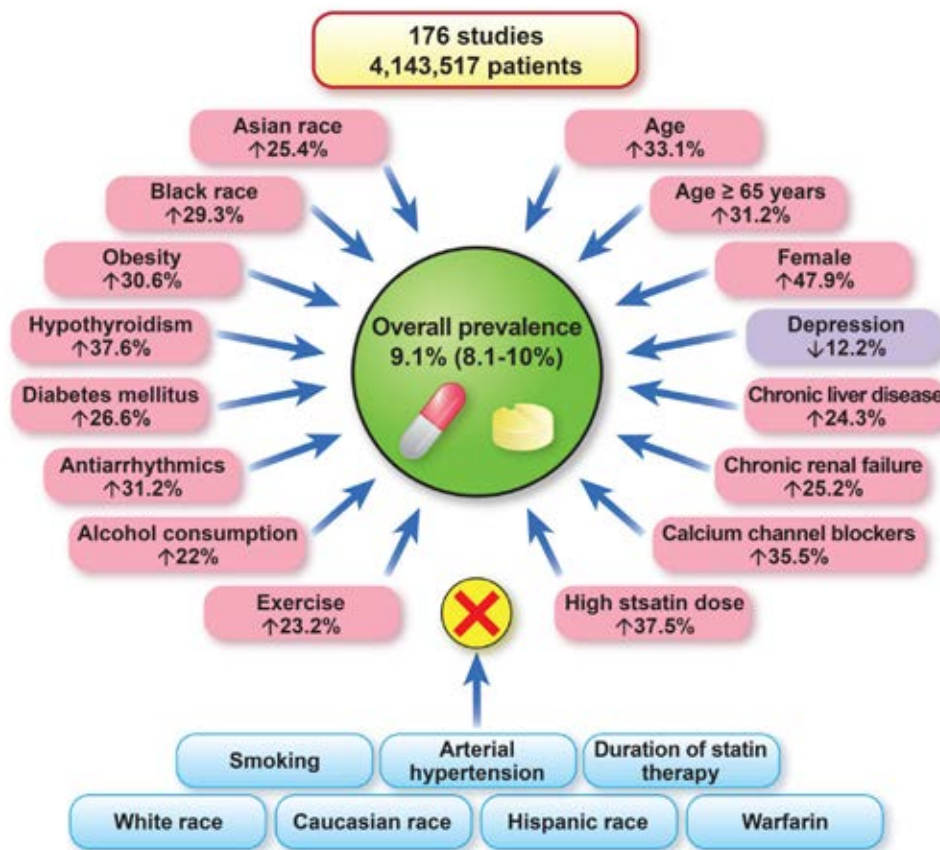 176 studies
4,143,517 patients
Asian race
↑25.4%
Age
↑33.1%
Black race
↑29.3%
Age ≥ 65 years
↑31.2%
Obesity
↑30.6%
Female
↑47.9%
Hypothyroidism
↑37.6%
Overall prevalence
9.1% (8.1-10%)
Depression
↓12.2%
Diabetes mellitus
↑26.6%
Chronic liver disease
↑24.3%
Antiarrhythmics
↑31.2%
Chronic renal failure
↑25.2%
Alcohol consumption
↑22%
Calcium channel blockers
↑35.5%
Exercise
↑23.2%
High stsatin dose
↑37.5%
Smoking
Arterial
hypertension
Duration of statin
therapy
White race
Caucasian race
Hispanic race
Warfarin